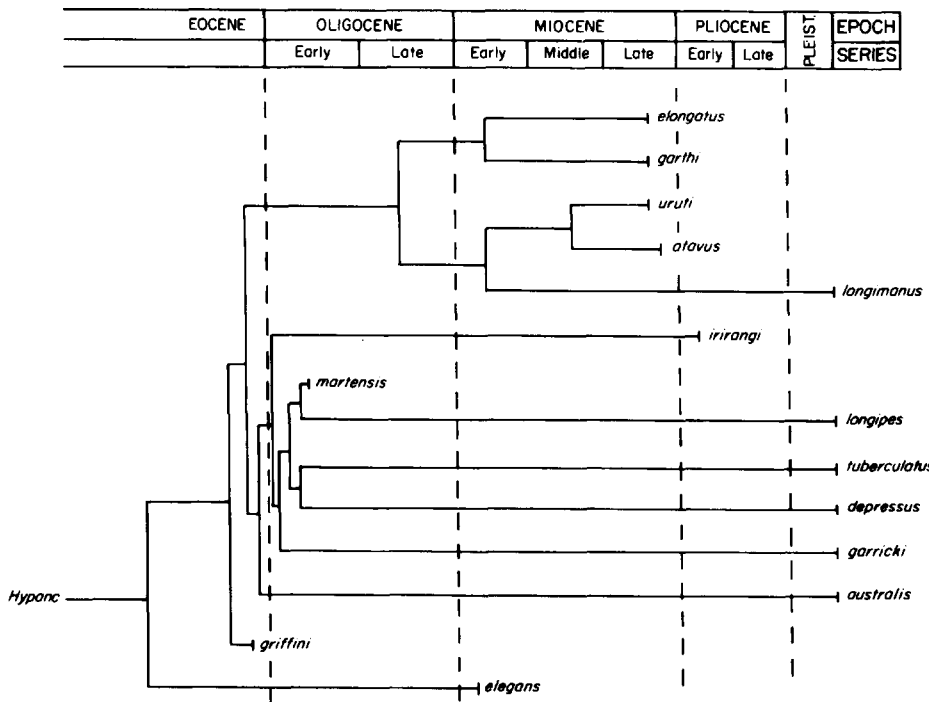 EOCENE OLIGOCENE MIOCENE PLIOCENE PLEIST. EPOCH
Early Late Early Middle Late Early Late SERIES
elongatus
garthi
uruti
atavus
longimanus
irirangi
martensis
longipes
tuberculatus
depressus
garricki
Hypanc
australis
griffini
elegans